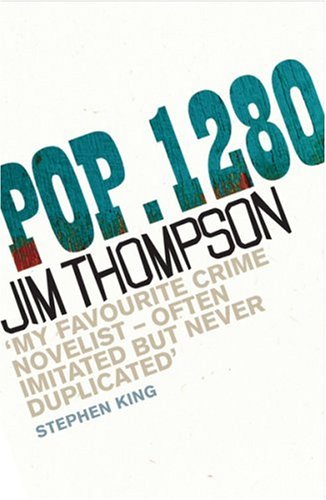 POP. 1280
JIM THOMPSON
'MY FAVOURITE CRIME
NOVELIST – OFTEN
IMITATED BUT NEVER
DUPLICATED'
STEPHEN KING